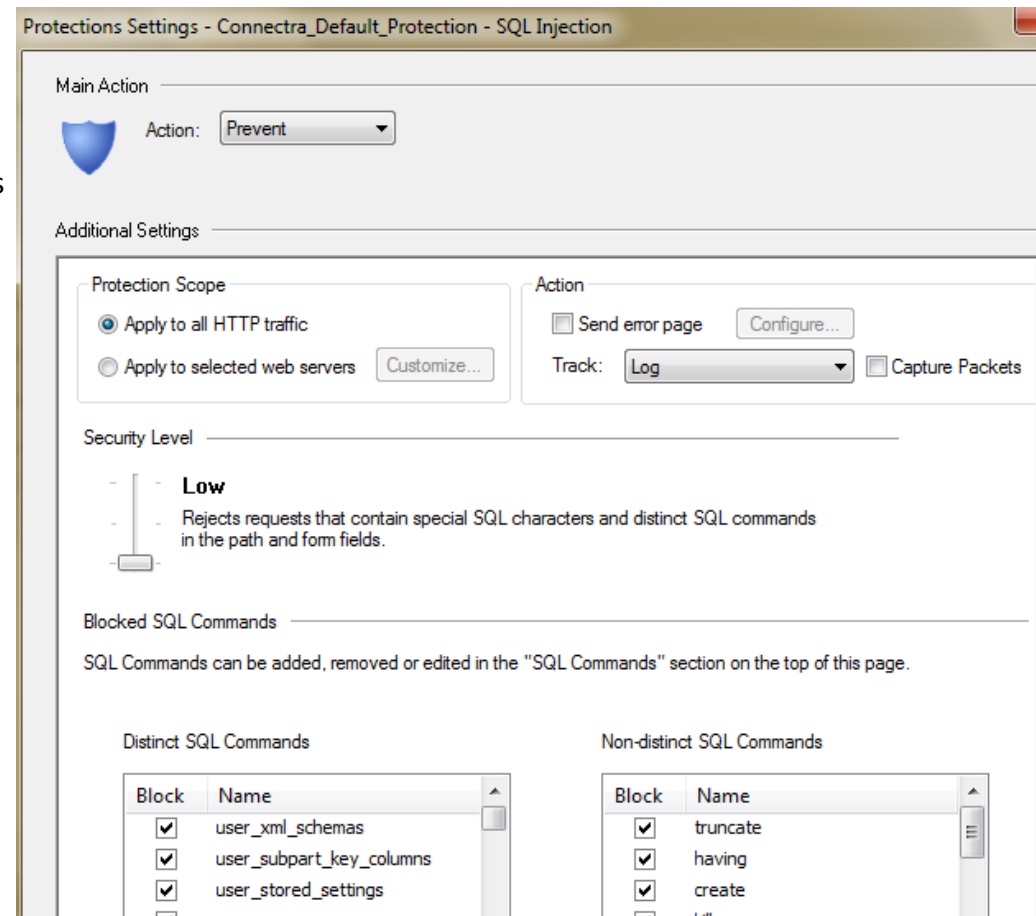 Protections Settings - Connectra_Default_Protection - SQL Injection
Main Action
Action: Prevent
s
Additional Settings
Protection Scope
Action
Apply to all HTTP traffic
Send error page Configure...
Apply to selected web servers Customize...
Track: Log Capture Packets
Security Level
Low
Rejects requests that contain special SQL characters and distinct SQL commands
in the path and form fields.
Blocked SQL Commands
SQL Commands can be added, removed or edited in the "SQL Commands" section on the top of this page.
Distinct SQL Commands
Non-distinct SQL Commands
Block Name
Block Name
user_xml_schemas
truncate
user_subpart_key_columns
having
user_stored_settings
create